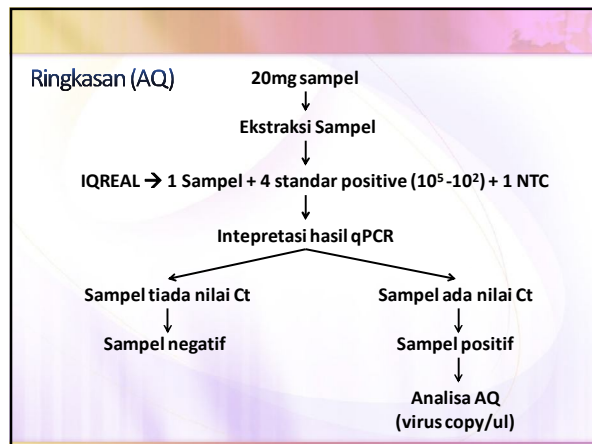 Ringkasan (AQ)
20mg sampel
Ekstraksi Sampel
IQREAL → 1 Sampel + 4 standar positive (10⁵-10²) + 1 NTC
Intepretasi hasil qPCR
Sampel tiada nilai Ct
Sampel ada nilai Ct
Sampel negatif
Sampel positif
Analisa AQ
(virus copy/ul)